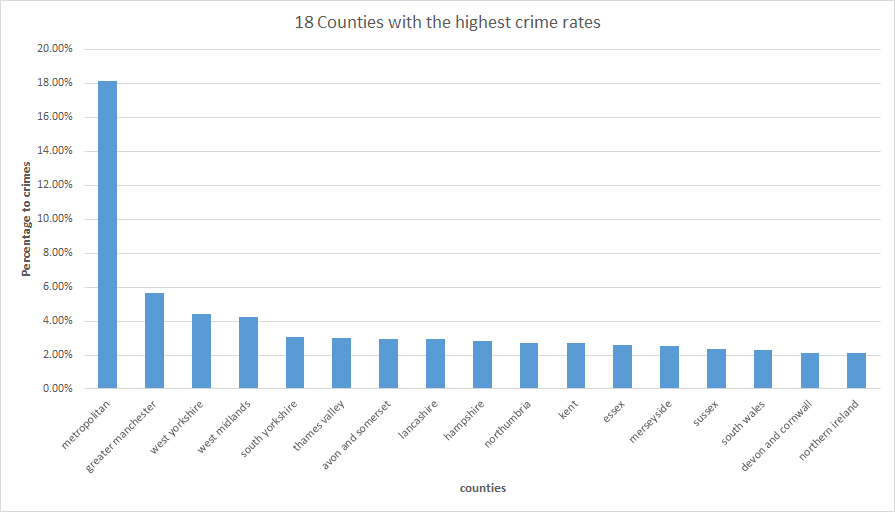 18 Counties with the highest crime rates
20.00%
18.00%
16.00%
14.00%
12.00%
10.00%
8.00%
6.00%
4.00%
2.00%
0.00%
Percentage to crimes
metropolitan
greater manchester
west yorkshire
west midlands
south yorkshire
thames valley
avon and somerset
lancashire
hampshire
northumbria
kent
essex
merseyside
sussex
south wales
devon and cornwall
northern ireland
counties